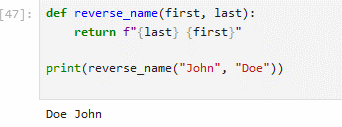 [47]:
def reverse_name(first, last):
    return f"{last} {first}"
print(reverse_name("John", "Doe"))
Doe John